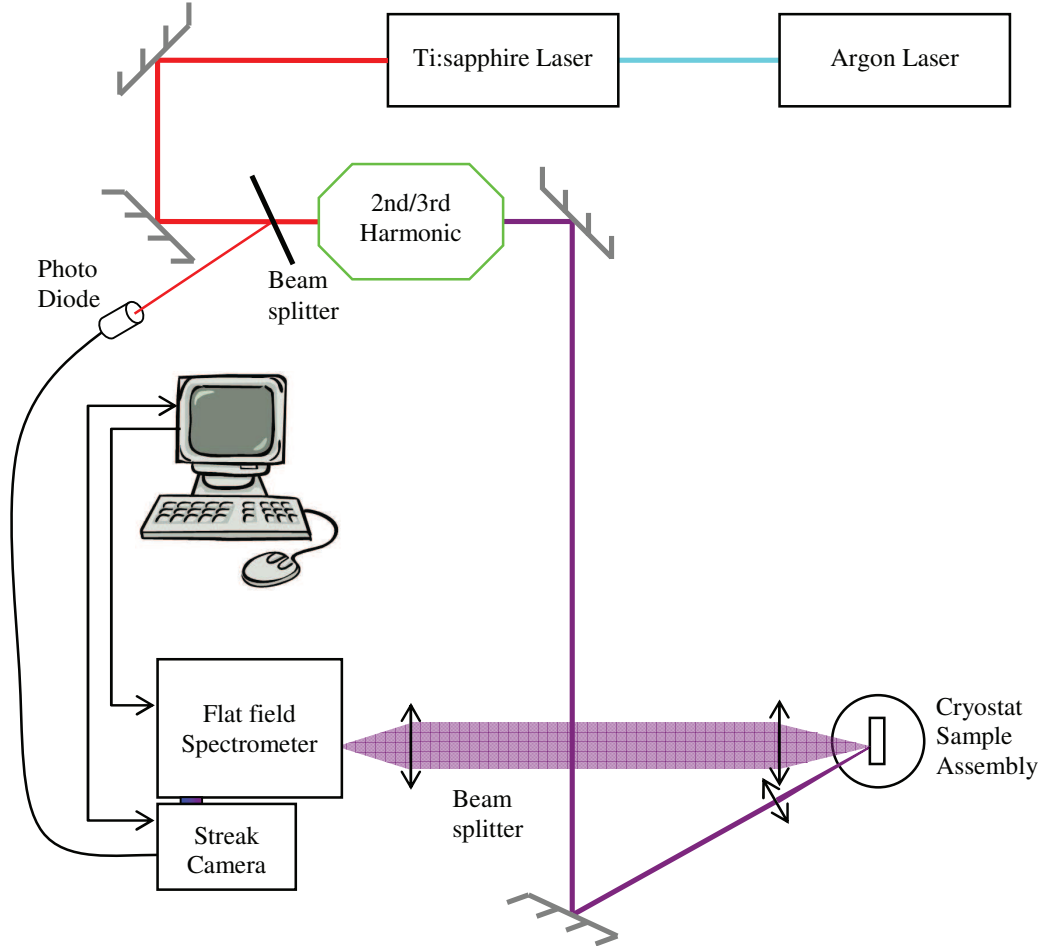 Ti:sapphire Laser
Argon Laser
2nd/3rd
Harmonic
Beam
splitter
Photo
Diode
Flat field
Spectrometer
Streak
Camera
Beam
splitter
Cryostat
Sample
Assembly